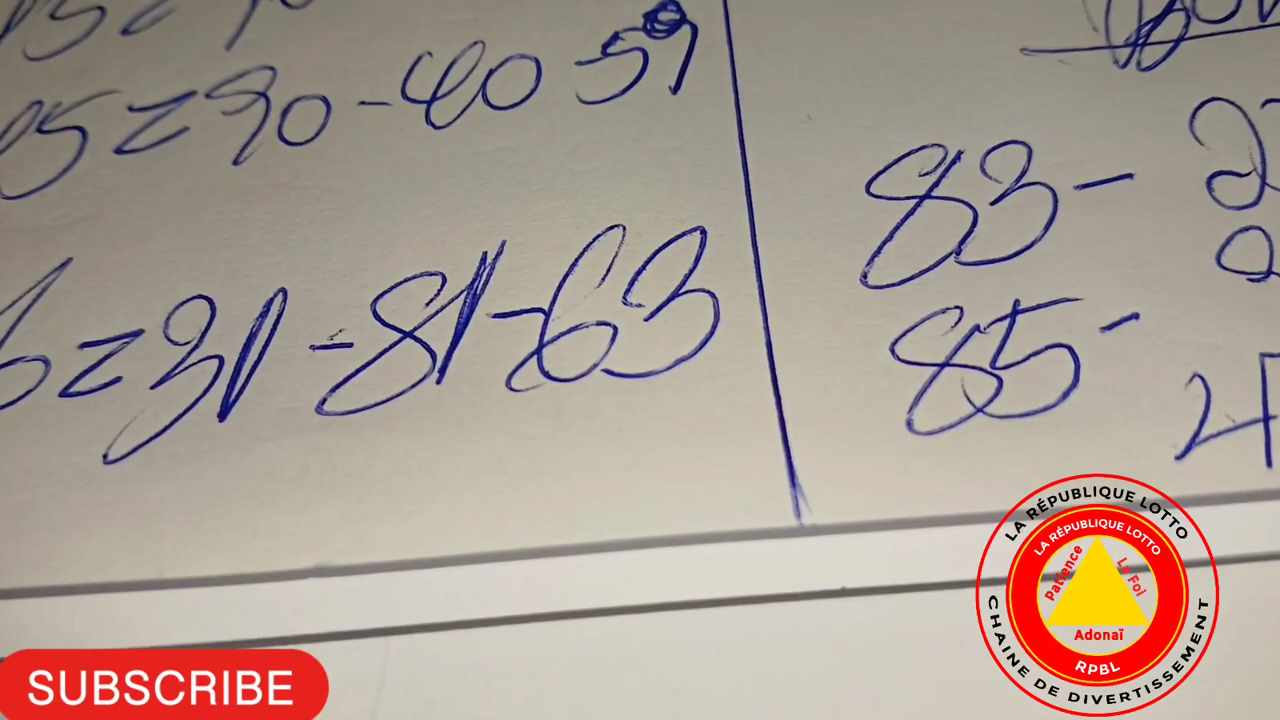 05=90-40-59
6=31-81-63
83-
85-
LA RÉPUBLIQUE LOTTO
LA RÉPUBLIQUE LOTTO
Patience
La Foi
Adonaï
RPBL
CHAINE DE DIVERTISSEMENT
SUBSCRIBE